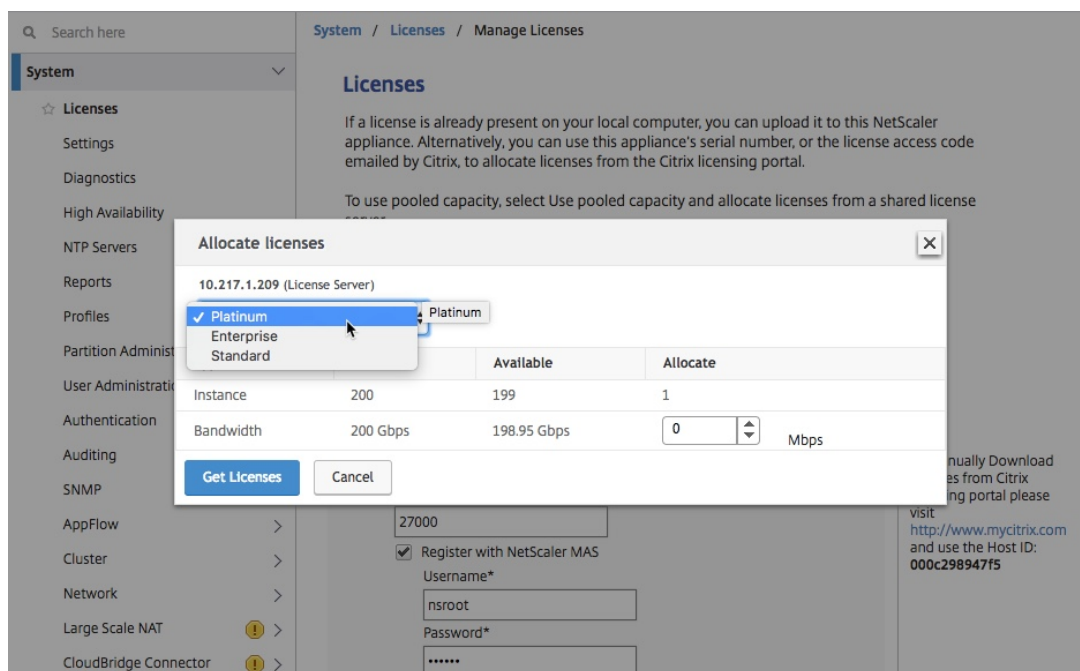 Search here
System
Licenses
Settings
Diagnostics
High Availability
NTP Servers
Reports
Profiles
Partition Administ
User Administratio
Authentication
Auditing
SNMP
AppFlow
Cluster
Network
Large Scale NAT
CloudBridge Connector
System / Licenses / Manage Licenses
Licenses
If a license is already present on your local computer, you can upload it to this NetScaler
appliance. Alternatively, you can use this appliance's serial number, or the license access code
emailed by Citrix, to allocate licenses from the Citrix licensing portal.
To use pooled capacity, select Use pooled capacity and allocate licenses from a shared license
Allocate licenses
10.217.1.209 (License Server)
✓ Platinum
Enterprise
Standard
Platinum
Available Allocate
Instance 200 199 1
Bandwidth 200 Gbps 198.95 Gbps 0 Mbps
Get Licenses Cancel
27000
Register with NetScaler MAS
Username*
nsroot
Password*
••••••
nually Download
es from Citrix
ing portal please
visit
http://www.mycitrix.com
and use the Host ID:
000c298947f5